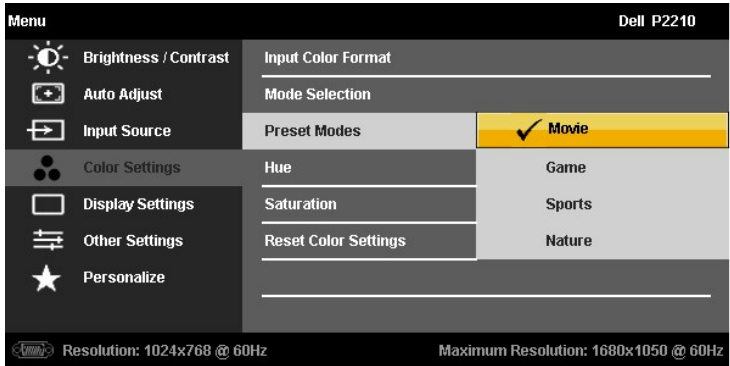 Menu Dell P2210
Brightness / Contrast Input Color Format
Auto Adjust Mode Selection
Input Source Preset Modes Movie
Color Settings Hue Game
Display Settings Saturation Sports
Other Settings Reset Color Settings Nature
Personalize
Resolution: 1024x768 @ 60Hz Maximum Resolution: 1680x1050 @ 60Hz